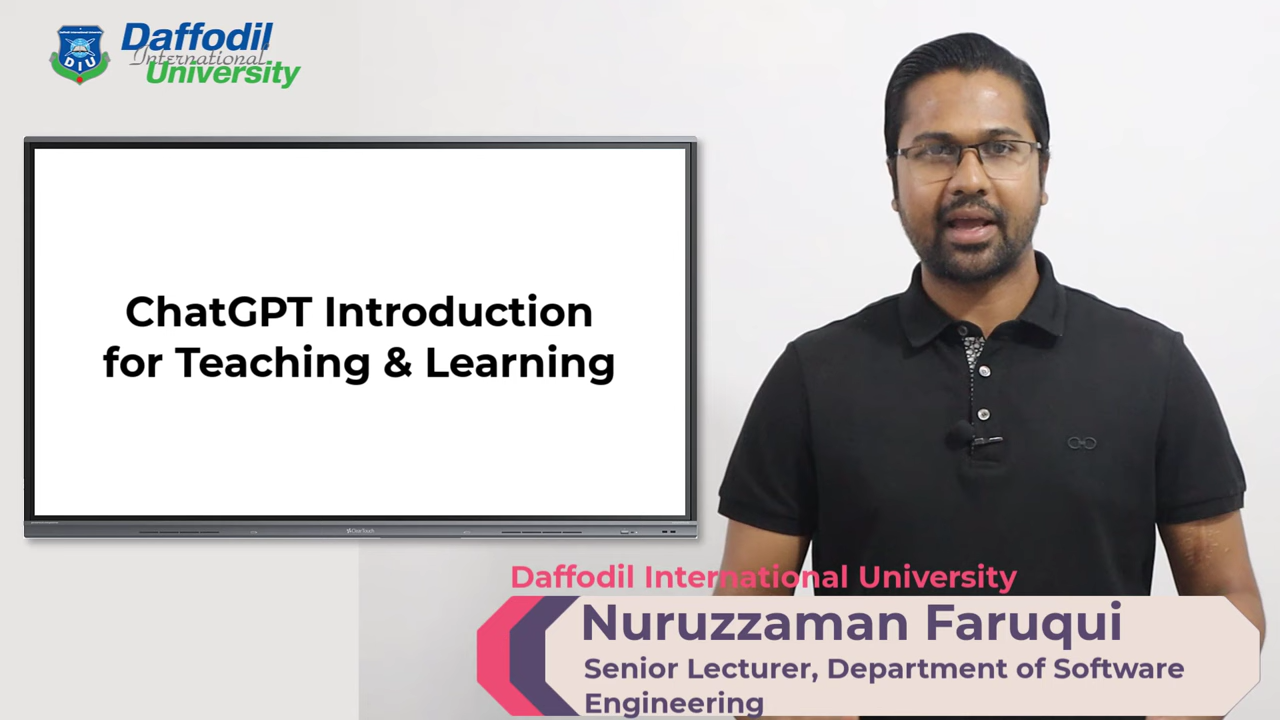 Daffodil
International
University
DIU
ChatGPT Introduction
for Teaching & Learning
Daffodil International University
Nuruzzaman Faruqui
Senior Lecturer, Department of Software
Engineering